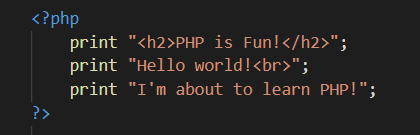 <?php
print "<h2>PHP is Fun!</h2>";
print "Hello world!<br>";
print "I'm about to learn PHP!";
?>